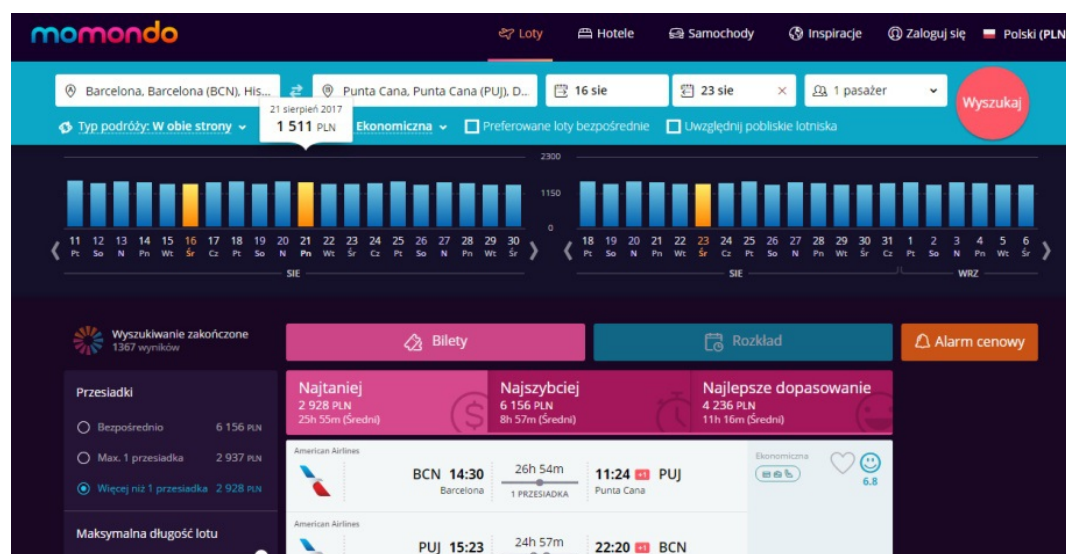 momondo
Loty
Hotele
Samochody
Inspiracje
Zaloguj się
Polski (PLN
Barcelona, Barcelona (BCN), His...
Punta Cana, Punta Cana (PUJ), D...
16 sie
23 sie
1 pasażer
Wyszukaj
21 sierpień 2017
1 511 PLN
Typ podróży: W obie strony
Ekonomiczna
Preferowane loty bezpośrednie
Uwzględnij pobliskie lotniska
2300
1150
0
11 12 13 14 15 16 17 18 19 20 21 22 23 24 25 26 27 28 29 30
Pt So N Pn Wt Śr Cz Pt So N Pn Wt Śr Cz Pt So N Pn Wt Śr
SIE
18 19 20 21 22 23 24 25 26 27 28 29 30 31 1 2 3 4 5 6
Pt So N Pn Wt Śr Cz Pt So N Pn Wt Śr Cz Pt So N Pn Wt Śr
SIE
WRZ
Wyszukiwanie zakończone
1367 wyników
Bilety
Rozkład
Alarm cenowy
Przesiadki
Bezpośrednio 6 156 PLN
Max. 1 przesiadka 2 937 PLN
Więcej niż 1 przesiadka 2 928 PLN
Maksymalna długość lotu
Najtaniej
2 928 PLN
25h 55m (Średni)
Najszybciej
6 156 PLN
8h 57m (Średni)
Najlepsze dopasowanie
4 236 PLN
11h 16m (Średni)
American Airlines
BCN 14:30
Barcelona
26h 54m
1 PRZESIADKA
11:24 +1 PUJ
Punta Cana
Ekonomiczna
6.8
American Airlines
PUJ 15:23
24h 57m
22:20 +1 BCN